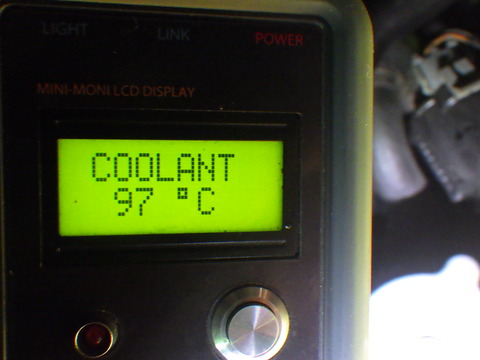 LIGHT LINK POWER
MINI-MONI LCD DISPLAY
COOLANT
97 °C